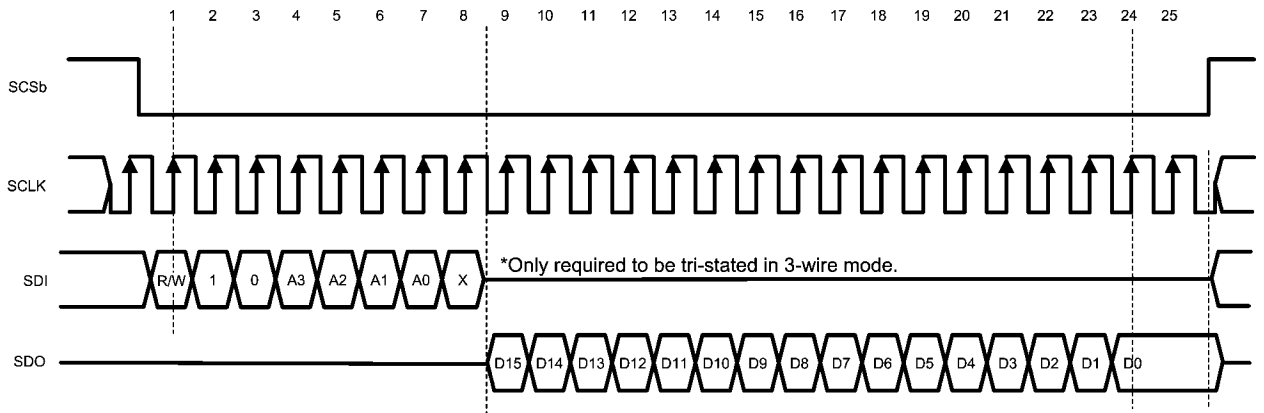 1 2 3 4 5 6 7 8 9 10 11 12 13 14 15 16 17 18 19 20 21 22 23 24 25
SCSb
SCLK
SDI R/W 1 0 A3 A2 A1 A0 X *Only required to be tri-stated in 3-wire mode.
SDO D15 D14 D13 D12 D11 D10 D9 D8 D7 D6 D5 D4 D3 D2 D1 D0